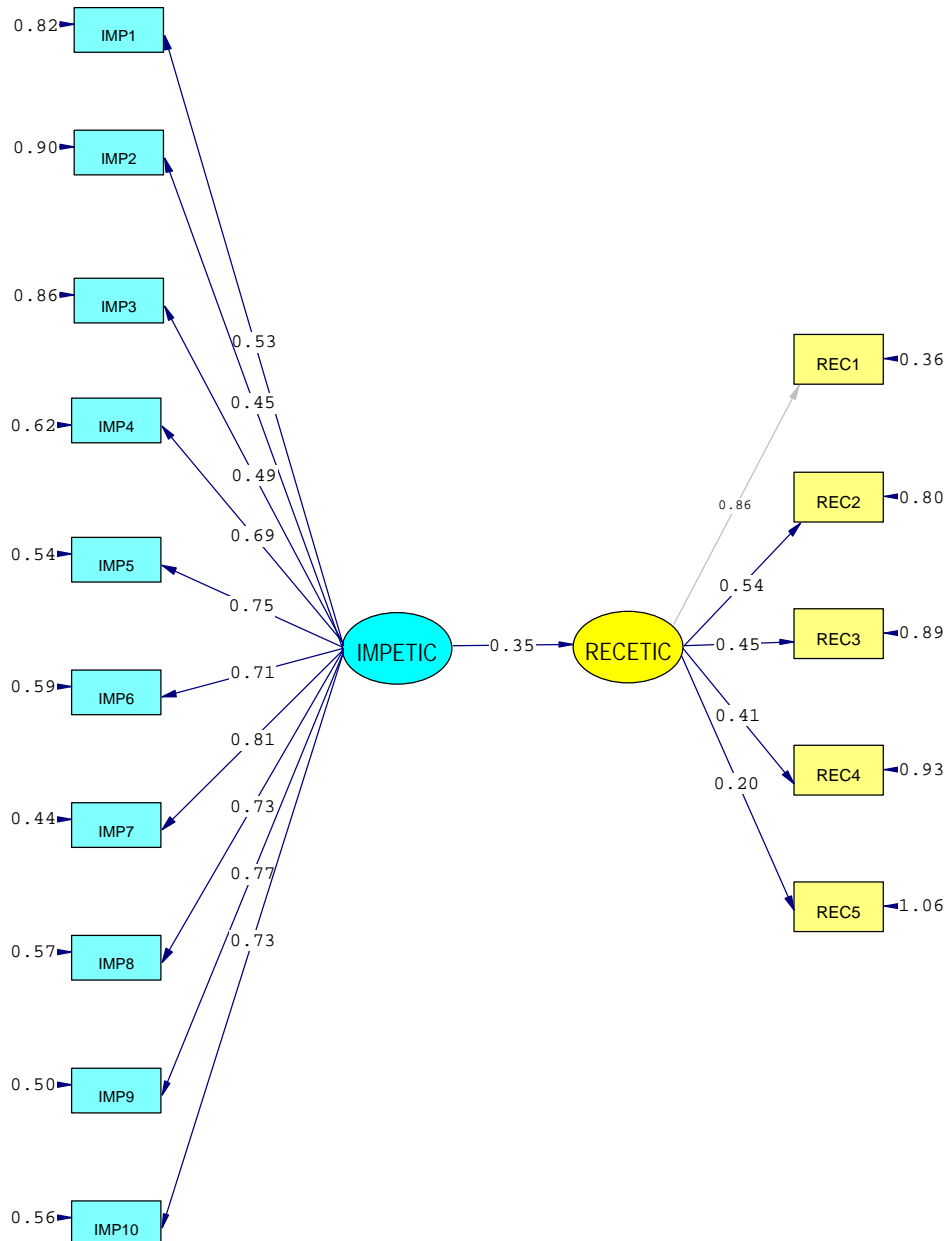 0.82 IMP1
0.90 IMP2
0.86 IMP3
0.53
REC1 0.36
0.45
0.62 IMP4
0.49
REC2 0.80
0.86
0.69
0.54 IMP5
0.75
0.54
REC3 0.89
IMPETIC 0.35 RECETIC 0.45
0.59 IMP6
0.71
0.41
0.81
REC4 0.93
0.20
0.44 IMP7
0.73
0.77
REC5 1.06
0.73
0.57 IMP8
0.50 IMP9
0.56 IMP10